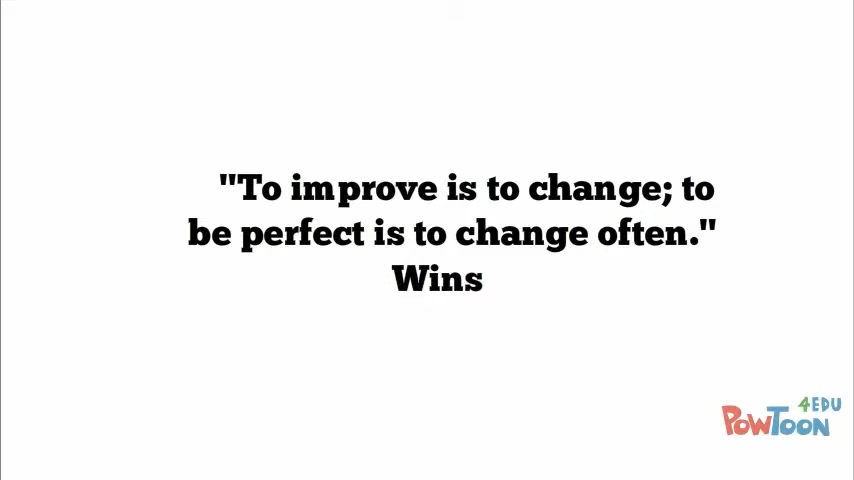 "To improve is to change; to
be perfect is to change often."
Wins
4EDU
POWTOON